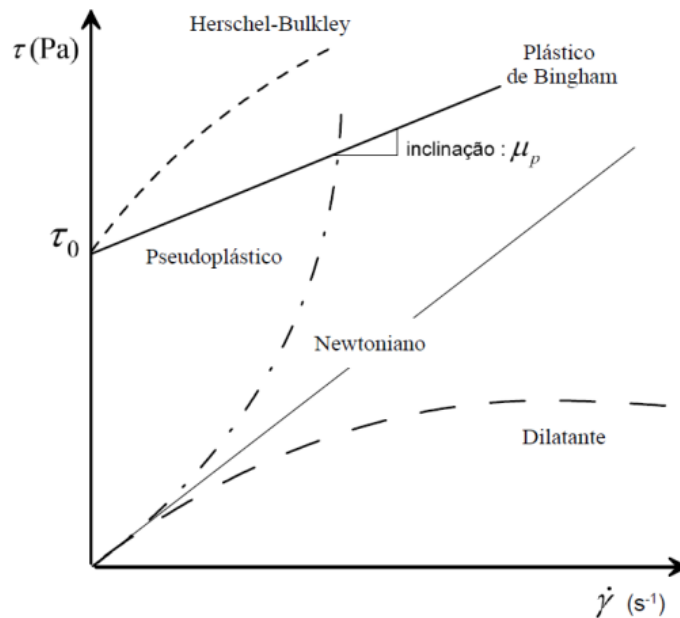 Herschel-Bulkley
τ(Pa)
Plástico
de Bingham
inclinação : μp
τ0
Pseudoplástico
Newtoniano
Dilatante
γ̇ (s-1)